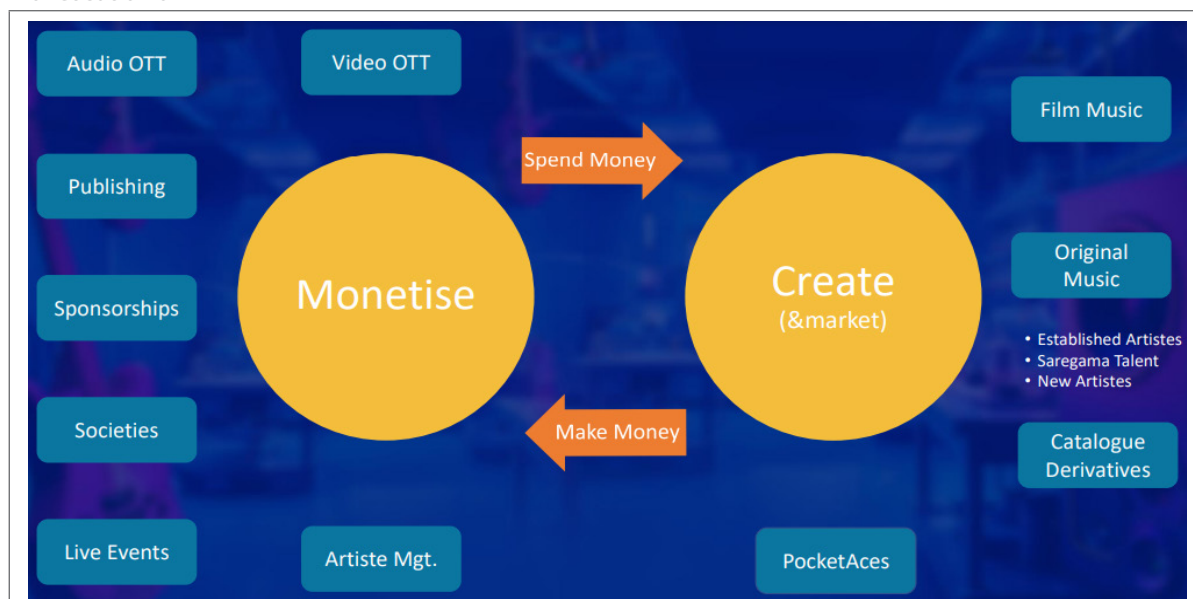 Audio OTT
Video OTT
Film Music
Spend Money
Publishing
Monetise
Create
(&market)
Original
Music
Sponsorships
• Established Artistes
• Saregama Talent
• New Artistes
Societies
Make Money
Catalogue
Derivatives
Live Events
Artiste Mgt.
PocketAces